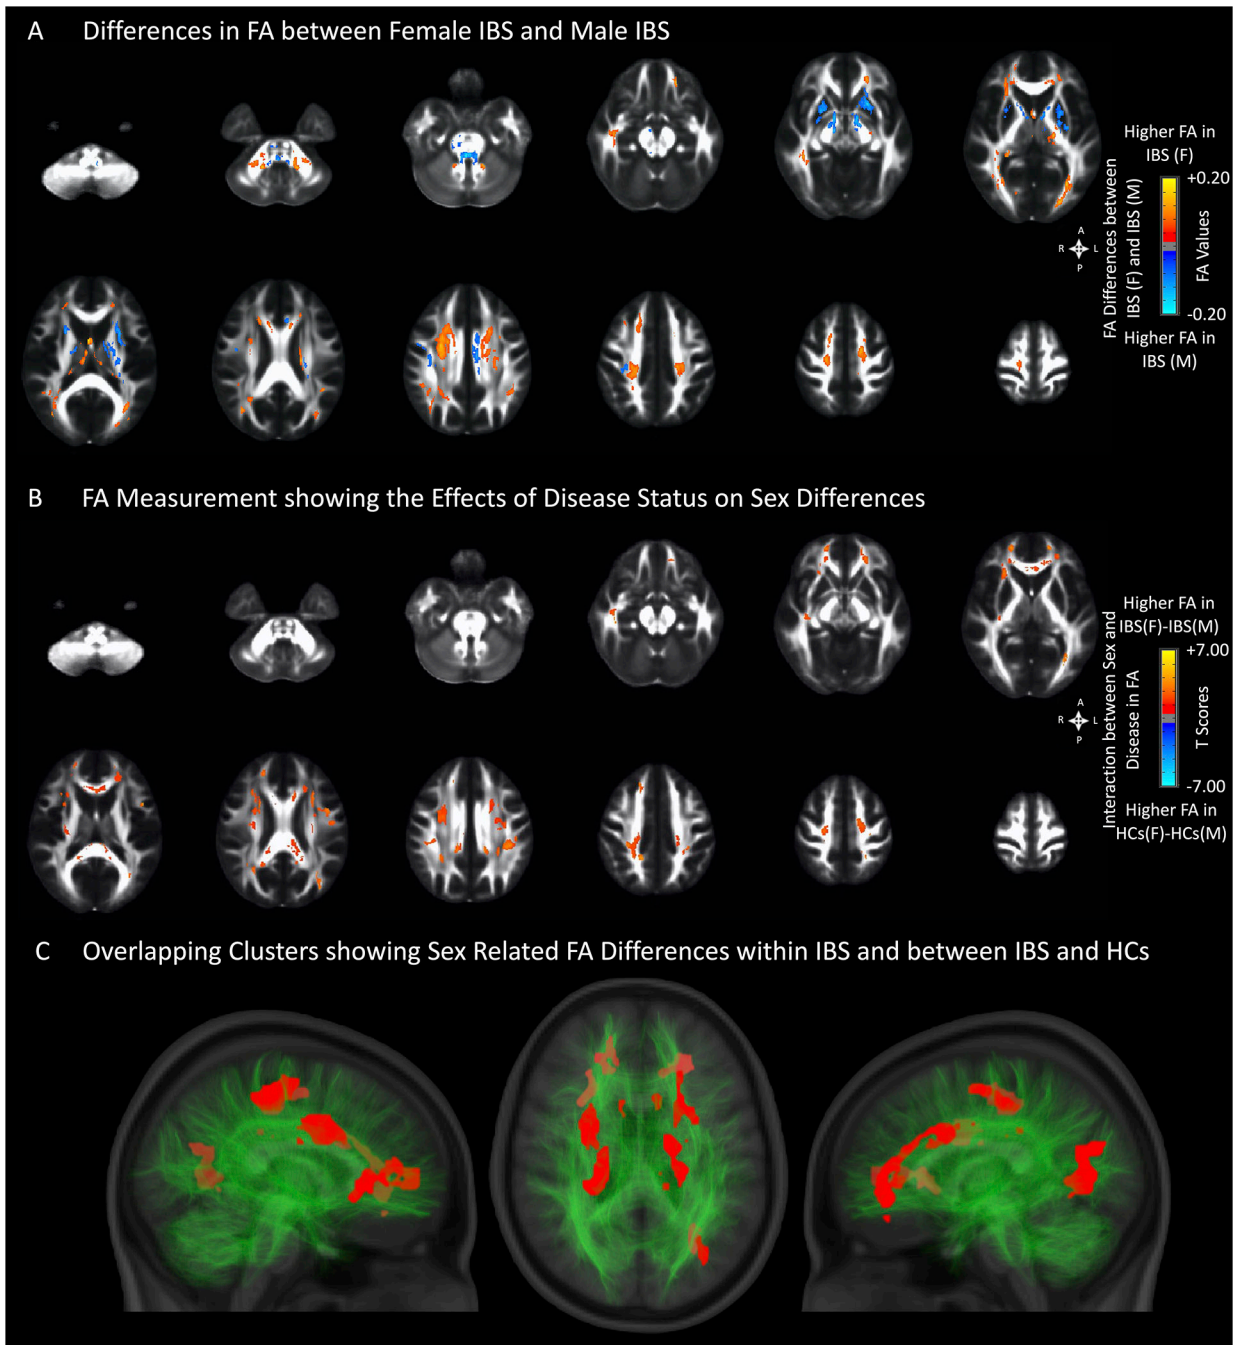 A Differences in FA between Female IBS and Male IBS
Higher FA in
IBS (F)
FA Differences between
IBS (F) and IBS (M)
+0.20
FA Values
-0.20
Higher FA in
IBS (M)
A
R L
P
B FA Measurement showing the Effects of Disease Status on Sex Differences
Higher FA in
IBS(F)-IBS(M)
Interaction between Sex and
Disease in FA
+7.00
T Scores
-7.00
Higher FA in
HCs(F)-HCs(M)
A
R L
P
C Overlapping Clusters showing Sex Related FA Differences within IBS and between IBS and HCs